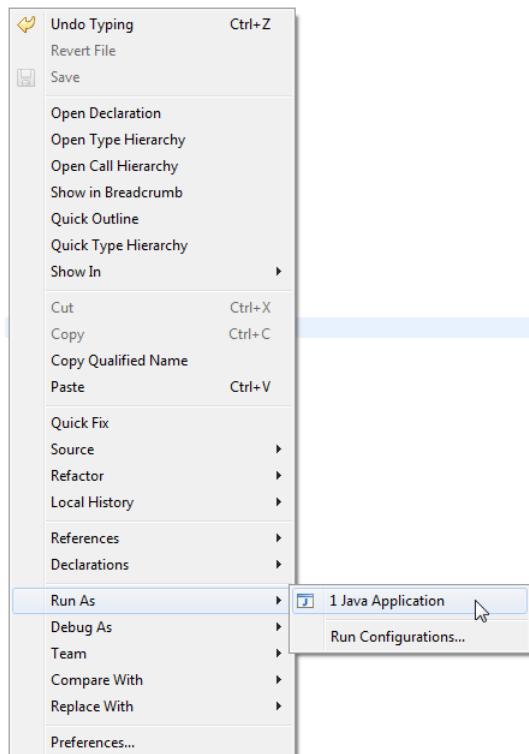 Undo Typing Ctrl+Z
Revert File
Save
Open Declaration
Open Type Hierarchy
Open Call Hierarchy
Show in Breadcrumb
Quick Outline
Quick Type Hierarchy
Show In
Cut Ctrl+X
Copy Ctrl+C
Copy Qualified Name
Paste Ctrl+V
Quick Fix
Source
Refactor
Local History
References
Declarations
Run As
1 Java Application
Debug As
Run Configurations...
Team
Compare With
Replace With
Preferences...